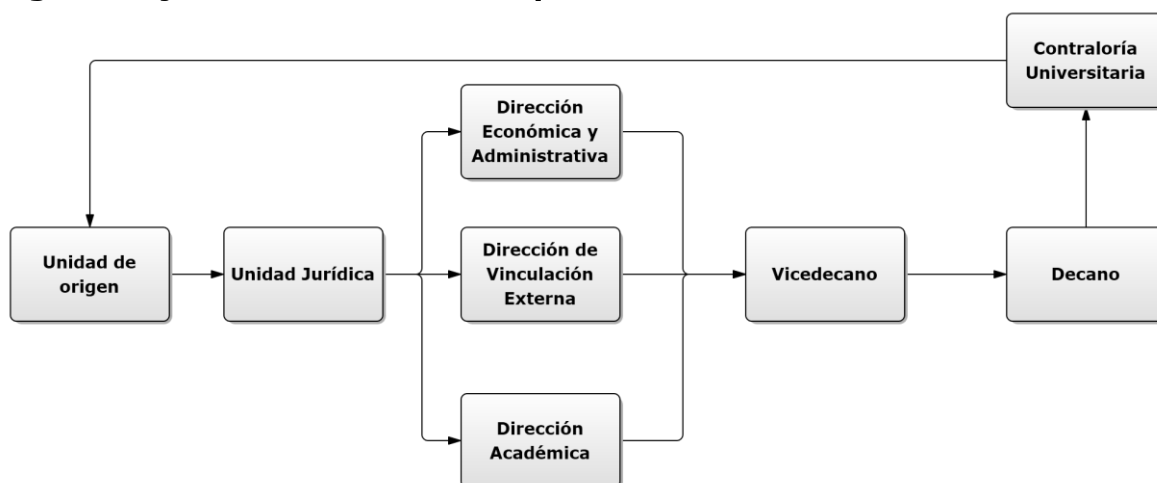 Contraloría
Universitaria
Dirección
Económica y
Administrativa
Unidad de
origen
Unidad Jurídica
Dirección de
Vinculación
Externa
Vicedecano
Decano
Dirección
Académica